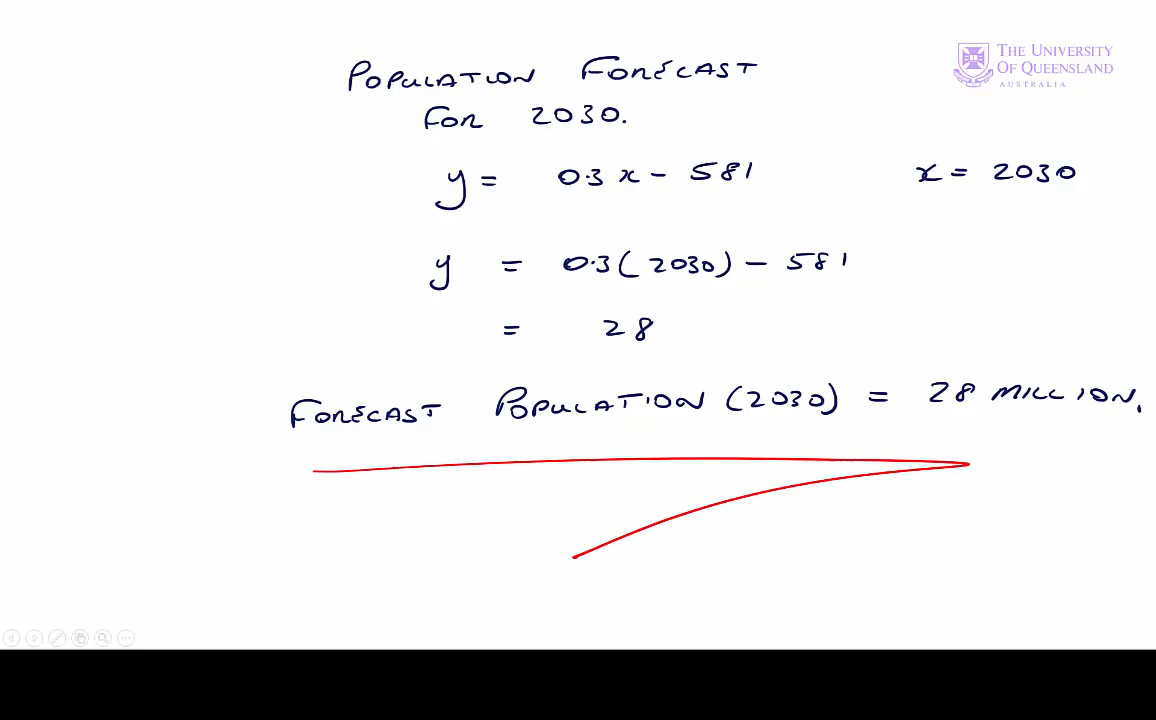 THE UNIVERSITY
OF QUEENSLAND
AUSTRALIA
POPULATION FORECAST
FOR 2030.
y = 0.3x - 581 x = 2030
y = 0.3(2030) - 581
= 28
FORECAST POPULATION (2030) = 28 MILLION.